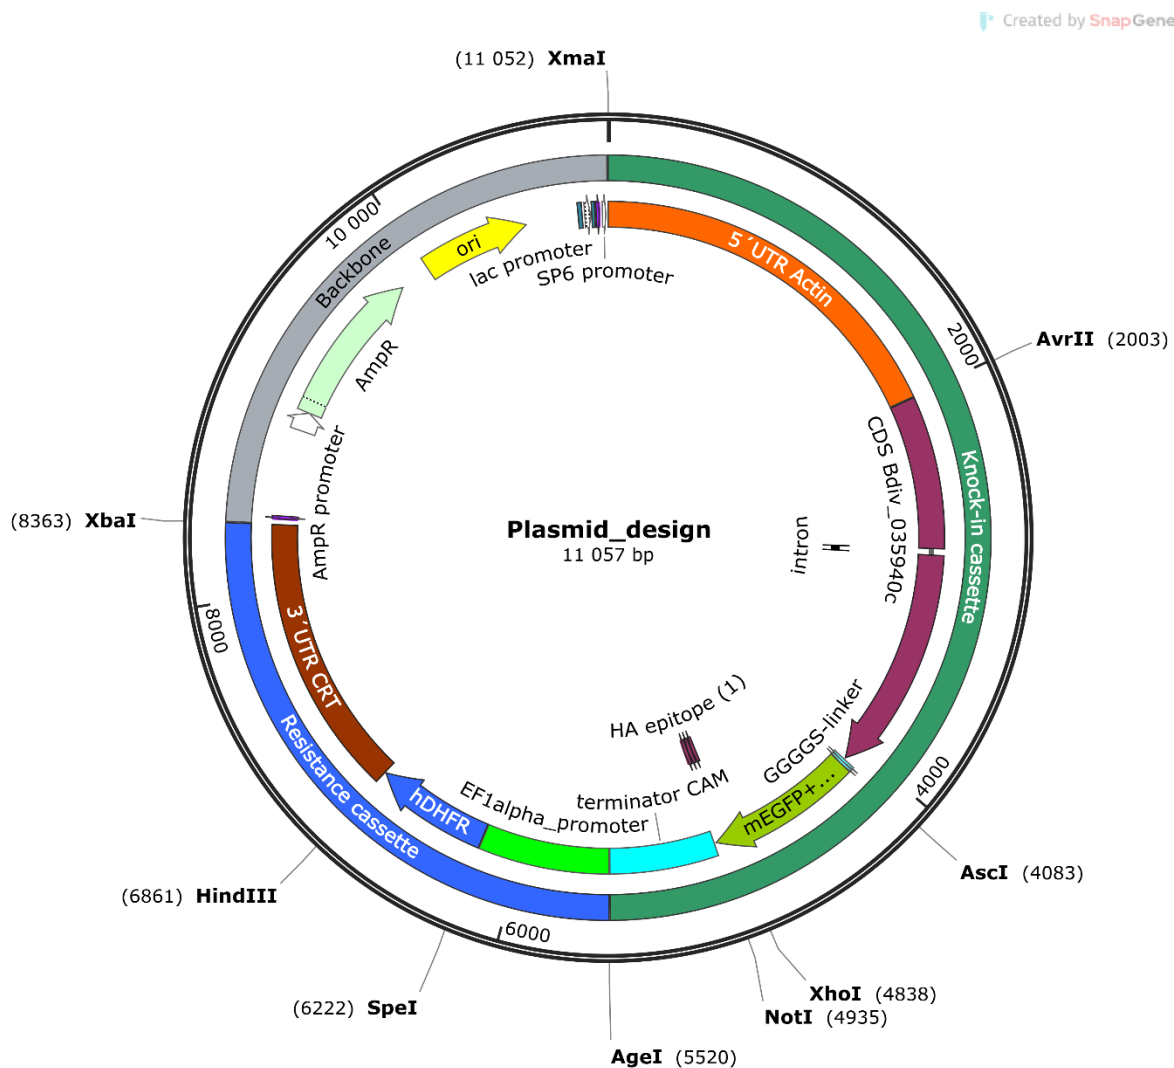 Created by SnapGene
(11 052) XmaI
10 000
Backbone
ori
lac promoter
SP6 promoter
5´UTR Actin
2000
AvrII (2003)
AmpR
AmpR promoter
CDS Bdiv_035940c
Knock-in cassette
(8363) XbaI
Plasmid_design
11 057 bp
intron
8000
3´UTR CRT
Resistance cassette
HA epitope (1)
GGGGS-linker
4000
EF1alpha_promoter
terminator CAM
mEGFP+...
hDHFR
AscI (4083)
(6861) HindIII
6000
XhoI (4838)
(6222) SpeI
NotI (4935)
AgeI (5520)